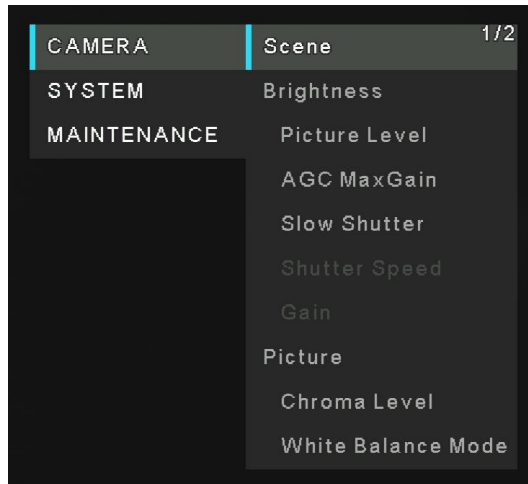 CAMERA
SYSTEM
MAINTENANCE
1/2
Scene
Brightness
Picture Level
AGC MaxGain
Slow Shutter
Shutter Speed
Gain
Picture
Chroma Level
White Balance Mode